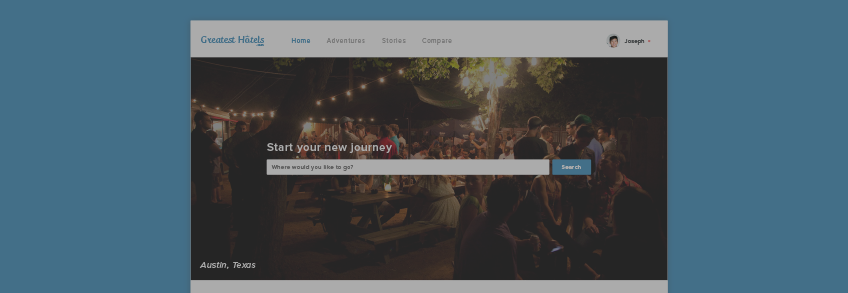 Greatest Hotels
Home Adventures Stories Compare
Joseph
Start your new journey
Where would you like to go?
Search
Austin, Texas